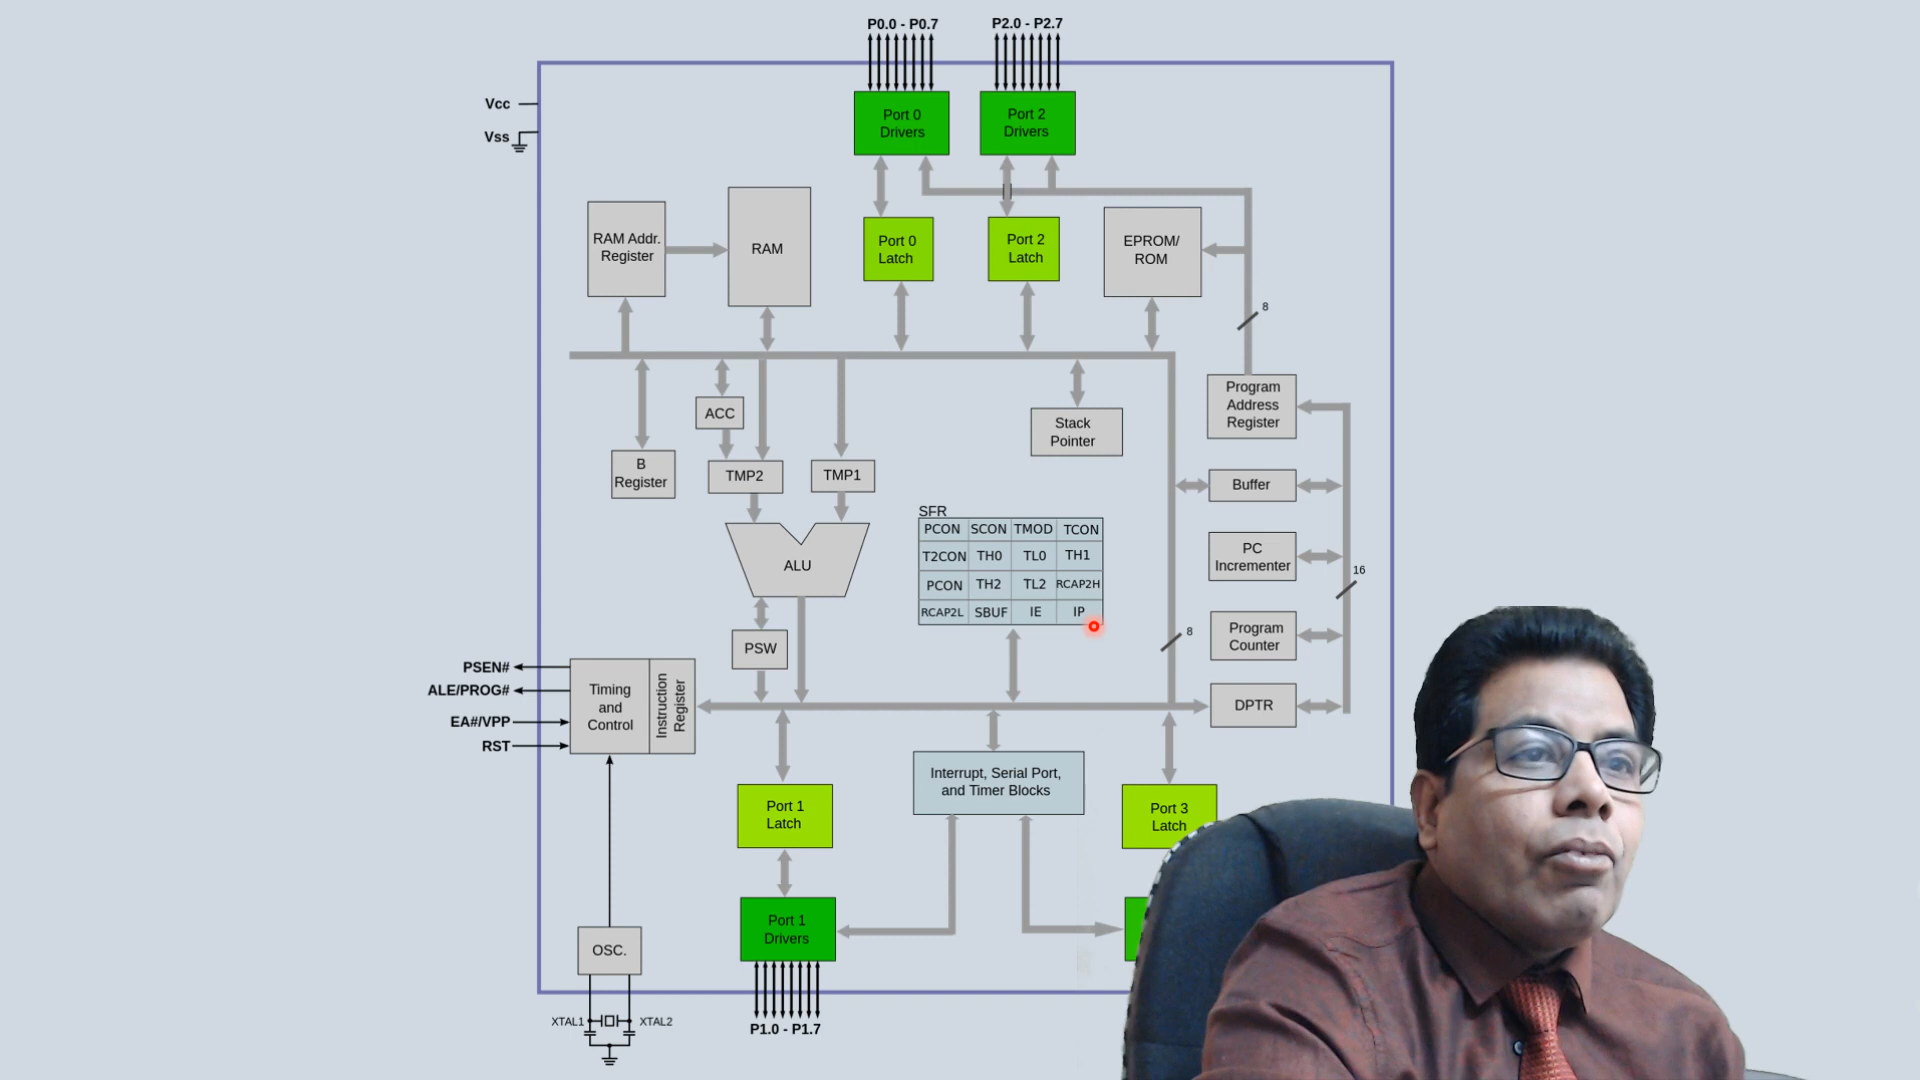 P0.0 - P0.7
P2.0 - P2.7
Vcc
Vss
Port 0
Drivers
Port 2
Drivers
RAM Addr.
Register
RAM
Port 0
Latch
Port 2
Latch
EPROM/
ROM
8
Program
Address
Register
ACC
Stack
Pointer
B
Register
TMP2
TMP1
Buffer
SFR
PCON SCON TMOD TCON
T2CON TH0 TL0 TH1
PCON TH2 TL2 RCAP2H
RCAP2L SBUF IE IP
ALU
PC
Incrementer
16
PSW
8
Program
Counter
PSEN#
ALE/PROG#
EA#/VPP
RST
Timing
and
Control
Instruction
Register
DPTR
Interrupt, Serial Port,
and Timer Blocks
Port 1
Latch
Port 3
Latch
Port 1
Drivers
OSC.
XTAL1
XTAL2
P1.0 - P1.7